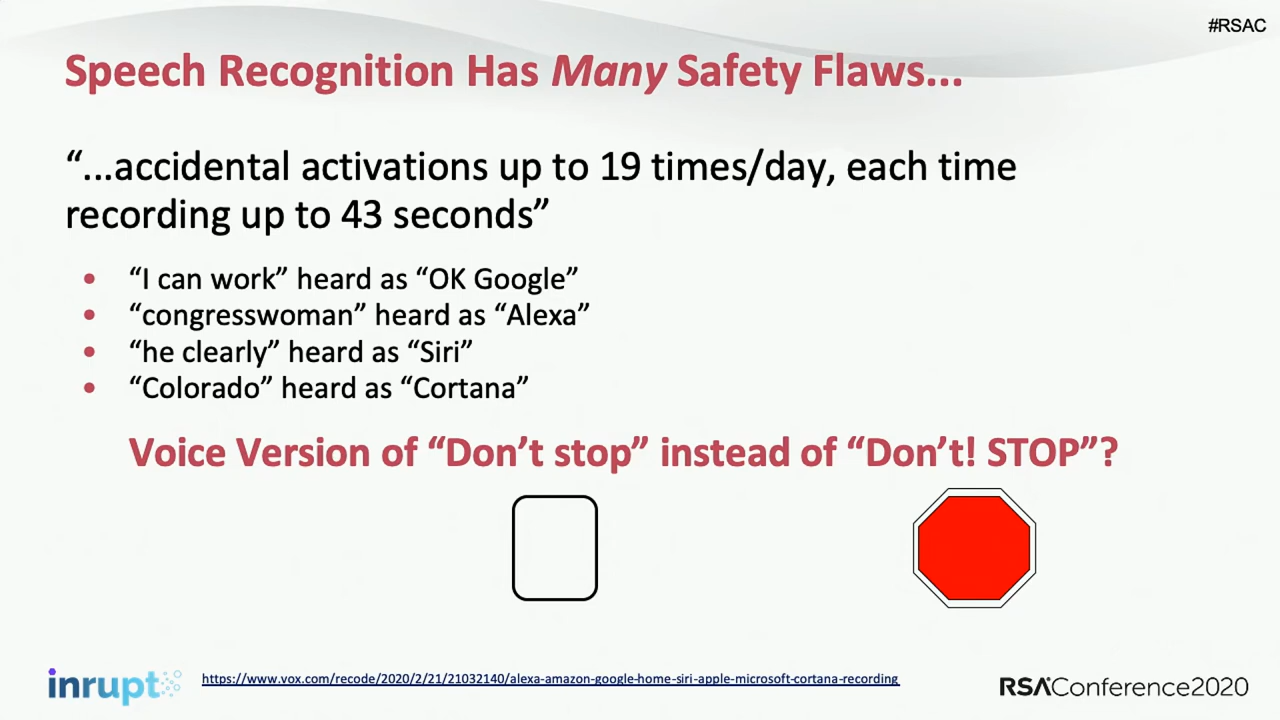 #RSAC
Speech Recognition Has Many Safety Flaws...
“...accidental activations up to 19 times/day, each time
recording up to 43 seconds”
• “I can work” heard as “OK Google”
• “congresswoman” heard as “Alexa”
• “he clearly” heard as “Siri”
• “Colorado” heard as “Cortana”
Voice Version of “Don’t stop” instead of “Don’t! STOP”?
inrupt
https://www.vox.com/recode/2020/2/21/21032140/alexa-amazon-google-home-siri-apple-microsoft-cortana-recording
RSAConference2020